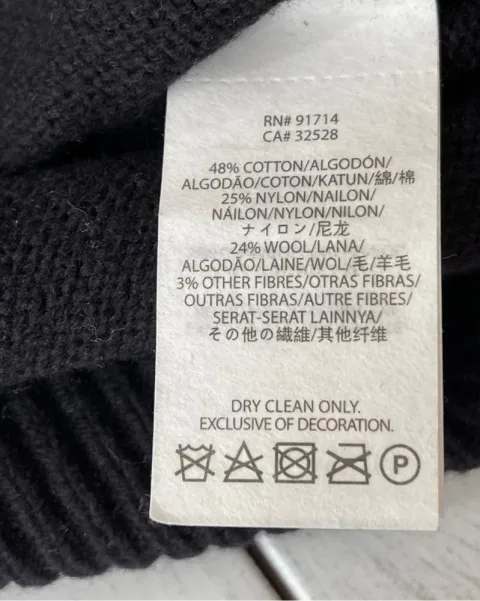 RN# 91714
CA# 32528
48% COTTON/ALGODÓN/
ALGODÃO/COTON/KATUN/綿/棉
25% NYLON/NAILON/
NÁILON/NYLON/NILON/
ナイロン/尼龙
24% WOOL/LANA/
ALGODÃO/LAINE/WOL/毛/羊毛
3% OTHER FIBRES/OTRAS FIBRAS/
OUTRAS FIBRAS/AUTRE FIBRES/
SERAT-SERAT LAINNYA/
その他の繊維/其他纤维
DRY CLEAN ONLY.
EXCLUSIVE OF DECORATION.
P